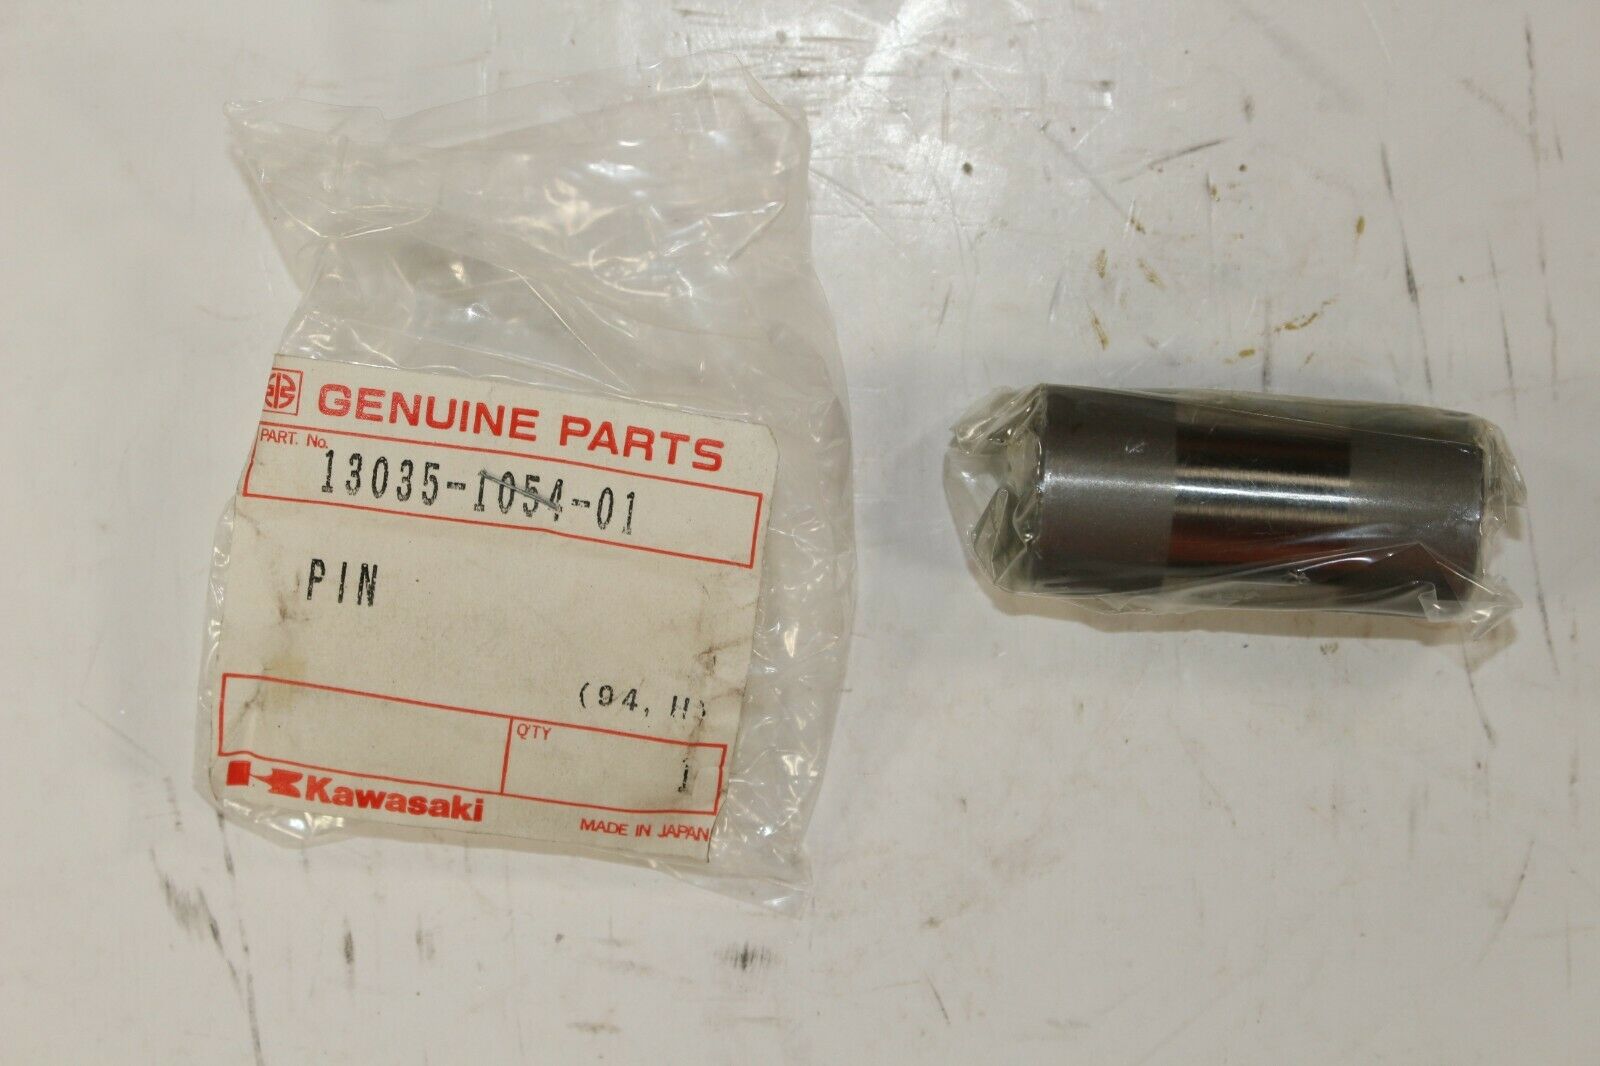 GENUINE PARTS
PART. No.
13035-1054-01
PIN
(94, H)
Q'TY
1
Kawasaki
MADE IN JAPAN